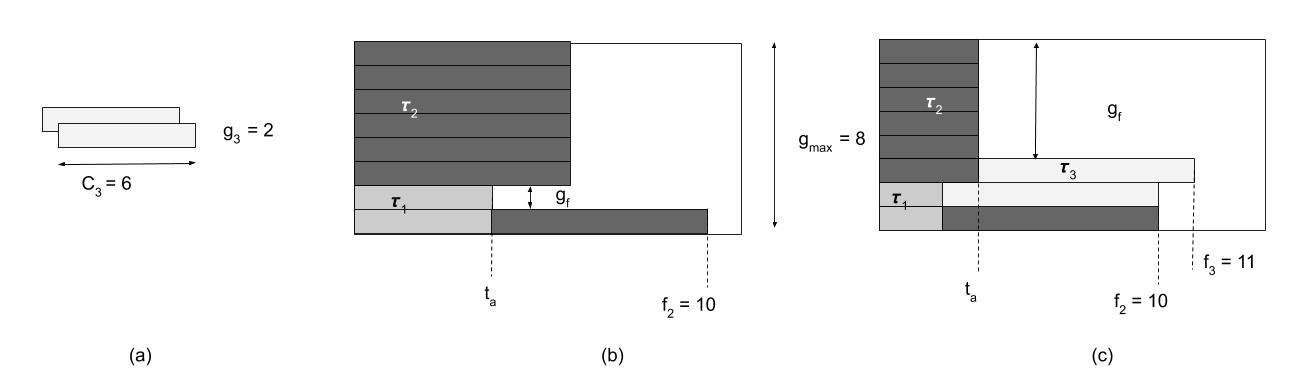 g3 = 2
C3 = 6
(a)
τ2
τ1
gf
ta
f2 = 10
gmax = 8
(b)
τ2
gf
τ3
τ1
ta
f2 = 10
f3 = 11
(c)